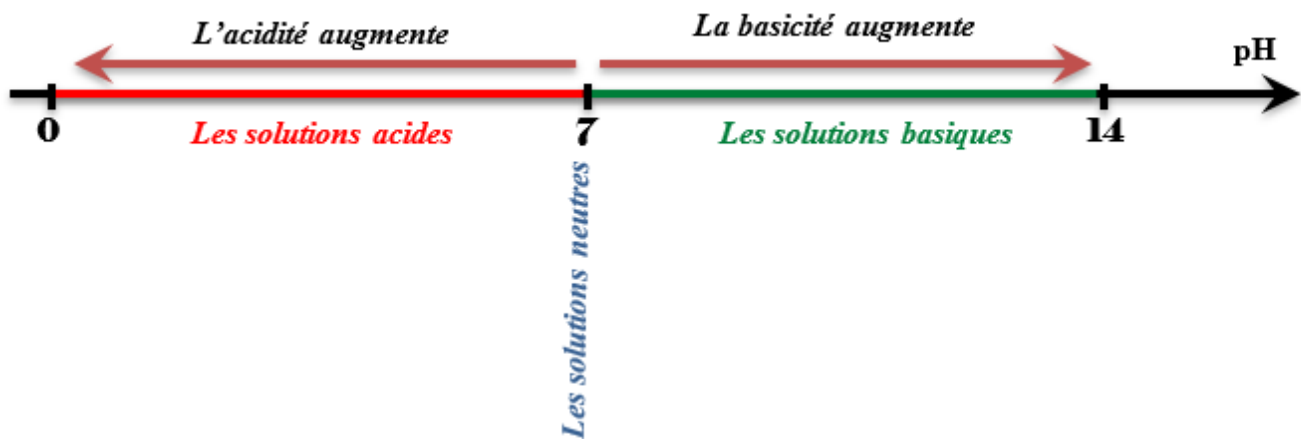 L’acidité augmente
La basicité augmente
pH
0
Les solutions acides
7
Les solutions basiques
14
Les solutions neutres